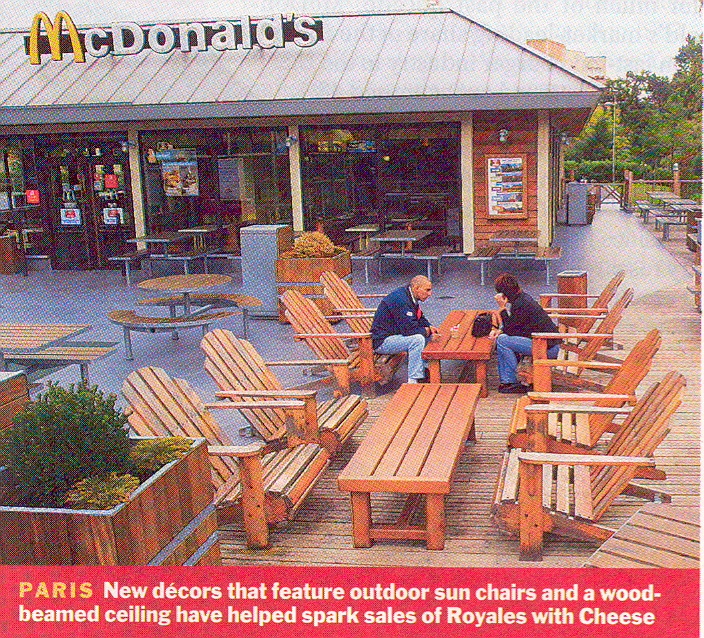 McDonald's
PARIS New décors that feature outdoor sun chairs and a wood-
beamed ceiling have helped spark sales of Royales with Cheese